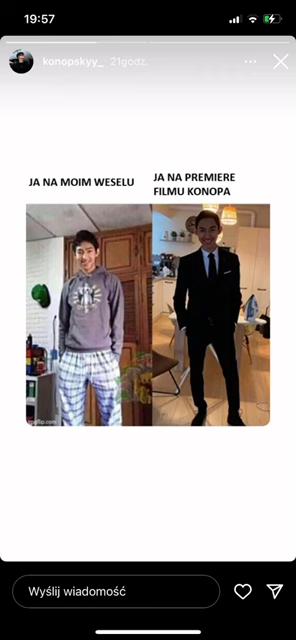 19:57
konopskyy_ 21godz.
JA NA MOIM WESELU
JA NA PREMIERE
FILMU KONOPA
imgflip.com
Wyślij wiadomość